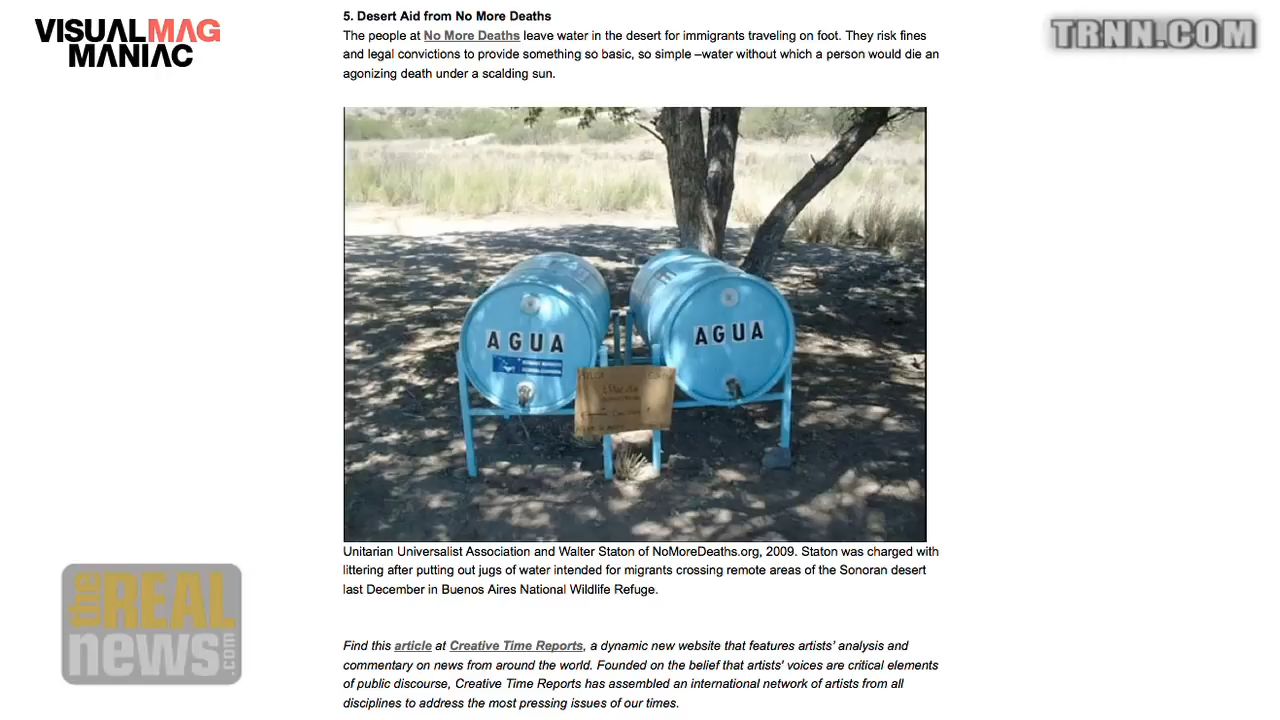 VISUALMAG
MANIAC
TRNN.COM
5. Desert Aid from No More Deaths
The people at No More Deaths leave water in the desert for immigrants traveling on foot. They risk fines
and legal convictions to provide something so basic, so simple –water without which a person would die an
agonizing death under a scalding sun.
AGUA
AGUA
Unitarian Universalist Association and Walter Staton of NoMoreDeaths.org, 2009. Staton was charged with
littering after putting out jugs of water intended for migrants crossing remote areas of the Sonoran desert
last December in Buenos Aires National Wildlife Refuge.
the REAL
news.com
Find this article at Creative Time Reports, a dynamic new website that features artists' analysis and
commentary on news from around the world. Founded on the belief that artists' voices are critical elements
of public discourse, Creative Time Reports has assembled an international network of artists from all
disciplines to address the most pressing issues of our times.